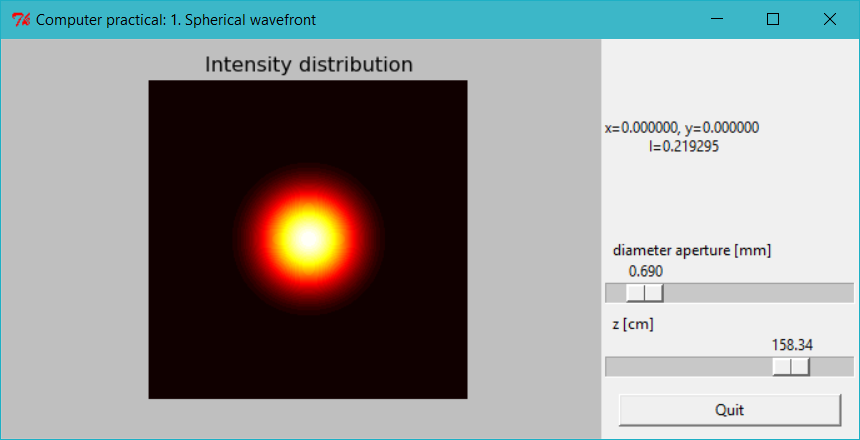 Computer practical: 1. Spherical wavefront
Intensity distribution
x=0.000000, y=0.000000
I=0.219295
diameter aperture [mm]
0.690
z [cm]
158.34
Quit